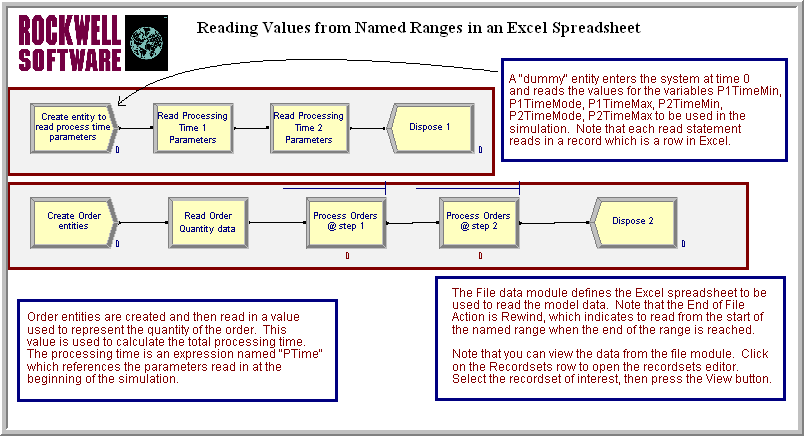 ROCKWELL
SOFTWARE
Reading Values from Named Ranges in an Excel Spreadsheet
A "dummy" entity enters the system at time 0
and reads the values for the variables P1TimeMin,
P1TimeMode, P1TimeMax, P2TimeMin,
P2TimeMode, P2TimeMax to be used in the
simulation. Note that each read statement
reads in a record which is a row in Excel.
Create entity to
read process time
parameters
0
Read Processing
Time 1
Parameters
Read Processing
Time 2
Parameters
Dispose 1
0
Create Order
entities
0
Read Order
Quantity data
Process Orders
@ step 1
0
Process Orders
@ step 2
0
Dispose 2
0
Order entities are created and then read in a value
used to represent the quantity of the order. This
value is used to calculate the total processing time.
The processing time is an expression named "PTime"
which references the parameters read in at the
beginning of the simulation.
The File data module defines the Excel spreadsheet to be
used to read the model data. Note that the End of File
Action is Rewind, which indicates to read from the start of
the named range when the end of the range is reached.
Note that you can view the data from the file module. Click
on the Recordsets row to open the recordsets editor.
Select the recordset of interest, then press the View button.